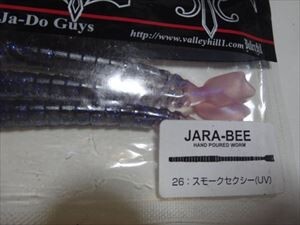 Ja-Do Guys
http://www.valleyhill1.com
JARA-BEE
HAND POURED WORM
26：スモークセクシー(UV)